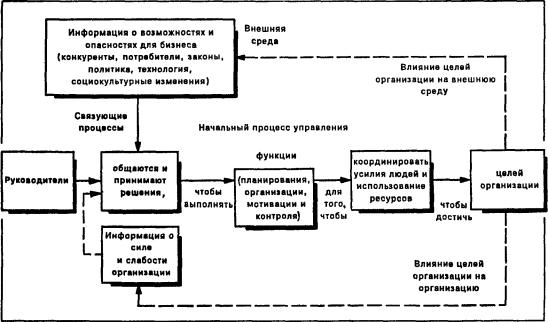 Информация о возможностях и
опасностях для бизнеса
(конкуренты, потребители, законы,
политика, технология,
социокультурные изменения)
Внешняя
среда
Влияние целей
организации на внешнюю
среду
Связующие
процессы
Начальный процесс управления
Руководители
общаются и
принимают
решения,
чтобы
выполнять
функции
(планирования,
организации,
мотивации и
контроля)
для
того,
чтобы
координировать
усилия людей и
использование
ресурсов
чтобы
достичь
целей
организации
Информация о
силе
и слабости
организации
Влияние целей
организации на
организацию